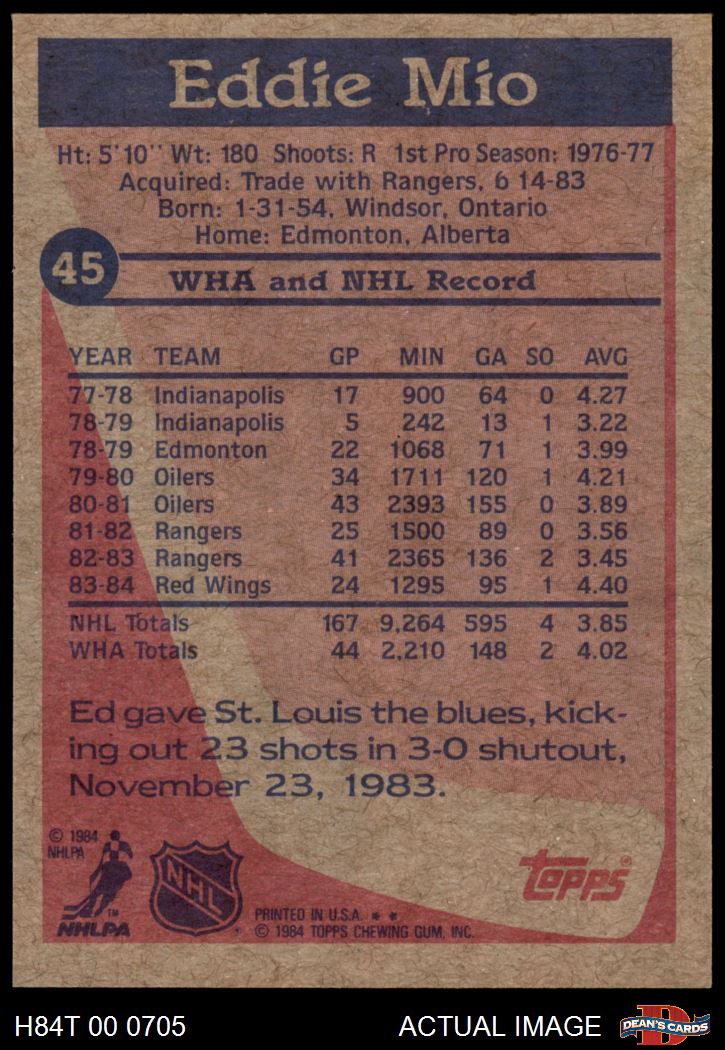 Eddie Mio
Ht: 5'10" Wt: 180 Shoots: R 1st Pro Season: 1976-77
Acquired: Trade with Rangers, 6 14-83
Born: 1-31-54, Windsor, Ontario
Home: Edmonton, Alberta
45
WHA and NHL Record
YEAR TEAM GP MIN GA SO AVG
77-78 Indianapolis 17 900 64 0 4.27
78-79 Indianapolis 5 242 13 1 3.22
78-79 Edmonton 22 1068 71 1 3.99
79-80 Oilers 34 1711 120 1 4.21
80-81 Oilers 43 2393 155 0 3.89
81-82 Rangers 25 1500 89 0 3.56
82-83 Rangers 41 2365 136 2 3.45
83-84 Red Wings 24 1295 95 1 4.40
NHL Totals 167 9,264 595 4 3.85
WHA Totals 44 2,210 148 2 4.02
Ed gave St. Louis the blues, kick-
ing out 23 shots in 3-0 shutout,
November 23, 1983.
© 1984
NHLPA
TM
NHLPA
NHL
PRINTED IN U.S.A. * *
© 1984 TOPPS CHEWING GUM, INC.
topps®
H84T 00 0705
ACTUAL IMAGE
D
DEAN'S CARDS